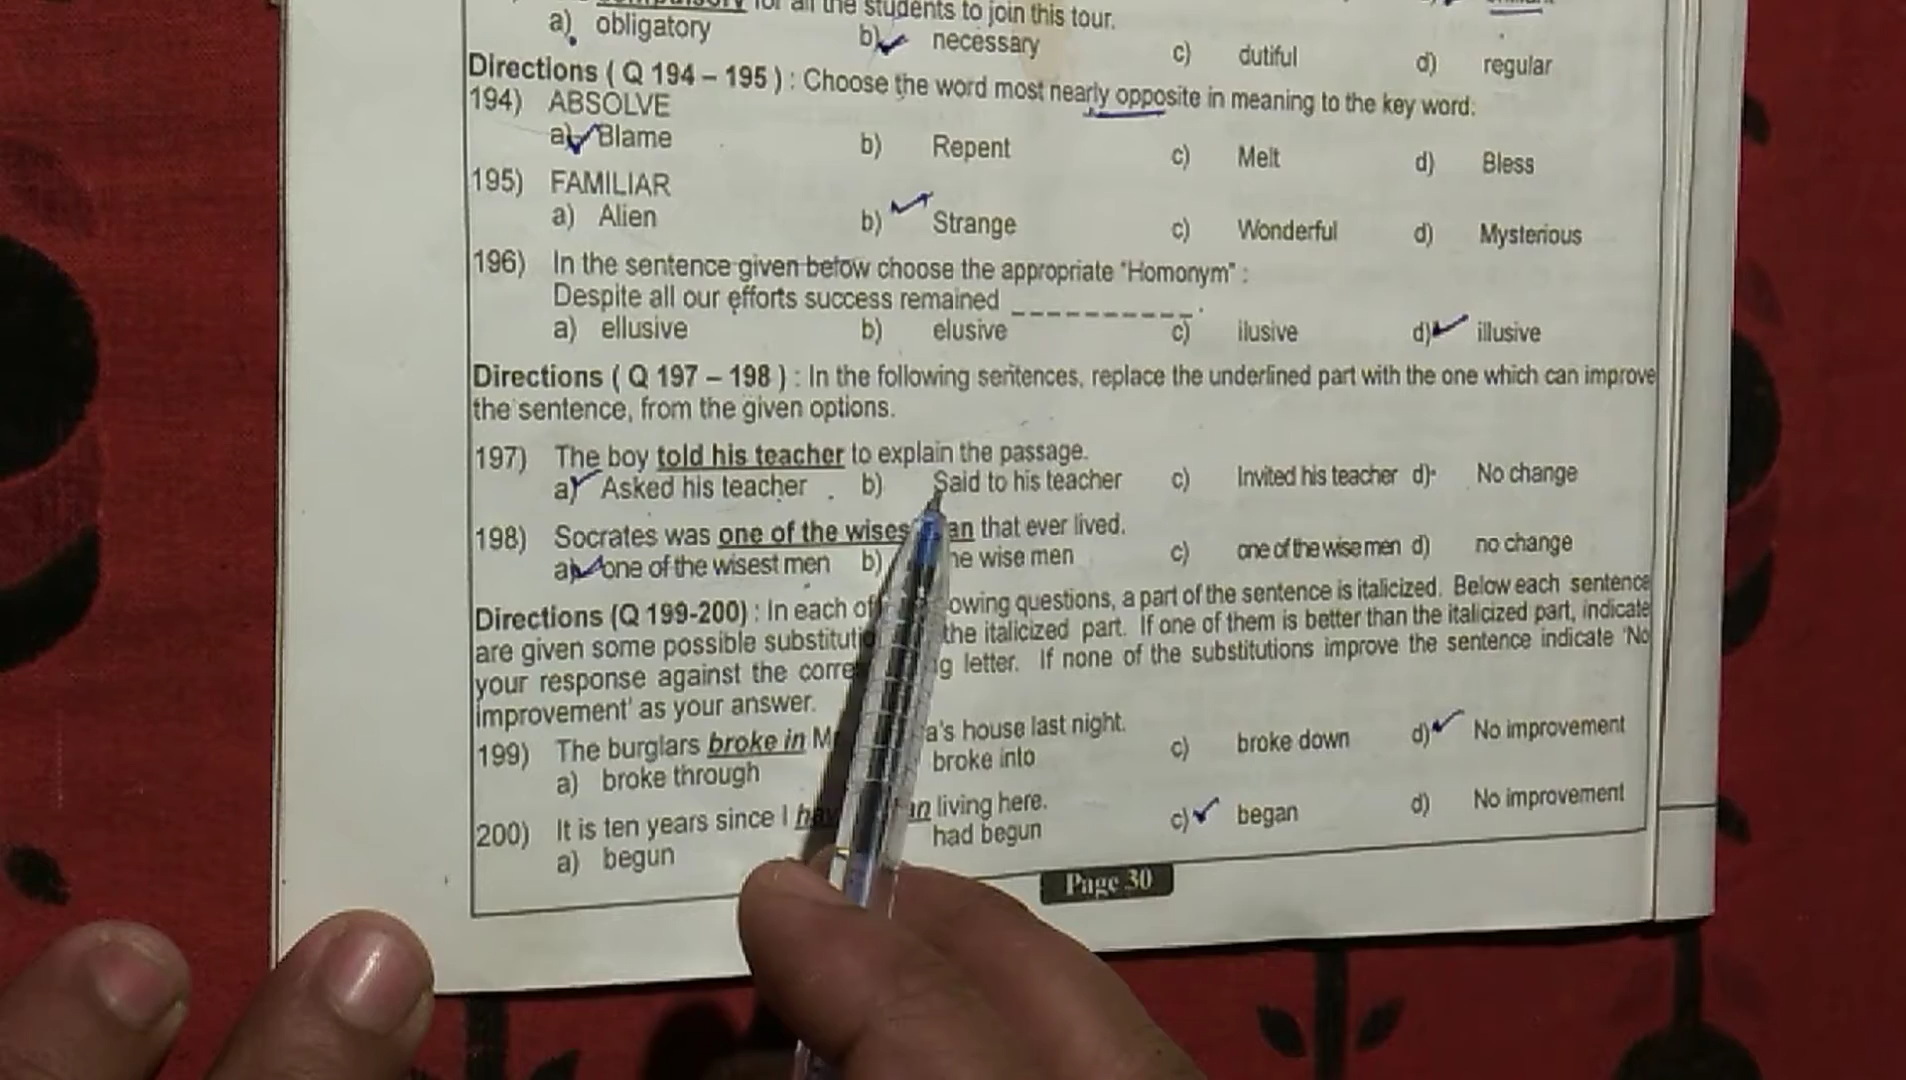 for all the students to join this tour.
a) obligatory b) necessary c) dutiful d) regular
Directions ( Q 194 – 195 ) : Choose the word most nearly opposite in meaning to the key word.
194) ABSOLVE
a) Blame b) Repent c) Melt d) Bless
195) FAMILIAR
a) Alien b) Strange c) Wonderful d) Mysterious
196) In the sentence given below choose the appropriate "Homonym" :
Despite all our efforts success remained __________.
a) ellusive b) elusive c) ilusive d) illusive
Directions ( Q 197 – 198 ) : In the following sentences, replace the underlined part with the one which can improve
the sentence, from the given options.
197) The boy told his teacher to explain the passage.
a) Asked his teacher b) Said to his teacher c) Invited his teacher d) No change
198) Socrates was one of the wises an that ever lived.
a) one of the wisest men b) he wise men c) one of the wise men d) no change
Directions (Q 199-200) : In each of owing questions, a part of the sentence is italicized. Below each sentence
are given some possible substituti the italicized part. If one of them is better than the italicized part, indicate
your response against the corre g letter. If none of the substitutions improve the sentence indicate 'No
improvement' as your answer.
199) The burglars broke in M a's house last night.
a) broke through broke into c) broke down d) No improvement
200) It is ten years since I living here.
a) begun had begun c) began d) No improvement
Page 30